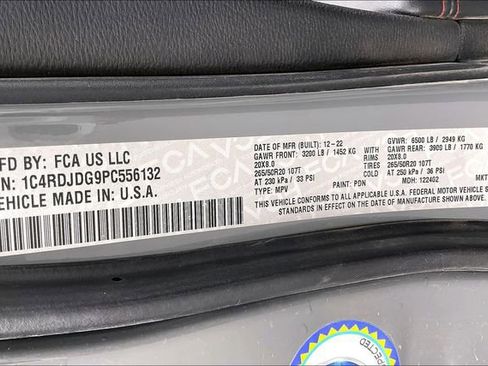 MFD BY: FCA US LLC
N: 1C4RDJDG9PC556132
VEHICLE MADE IN: U.S.A.
DATE OF MFR (BUILT): 12-22 GVWR: 6500 LB / 2949 KG
GAWR FRONT: 3200 LB / 1452 KG GAWR REAR: 3900 LB / 1770 KG
20X8.0 20X8.0
265/50R20 107T TIRES 265/50R20 107T
AT 230 kPa / 33 PSI COLD AT 250 kPa / 36 PSI
TYPE: MPV PAINT: PDN MDH: 122402 MKT
THIS VEHICLE CONFORMS TO ALL APPLICABLE U.S.A. FEDERAL MOTOR VEHICLE
STANDARDS IN EFFECT ON THE DATE OF MANUFACTURE SHOWN ABOVE.